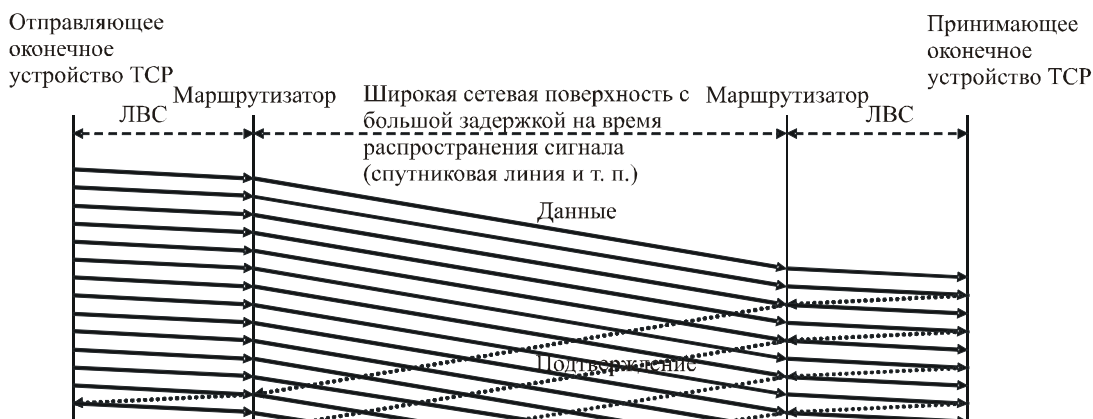 Отправляющее
оконечное
устройство TCP
Принимающее
оконечное
устройство TCP
Маршрутизатор
ЛВС
Широкая сетевая поверхность с
большой задержкой на время
распространения сигнала
(спутниковая линия и т. п.)
Маршрутизатор
ЛВС
Данные
Подтверждение